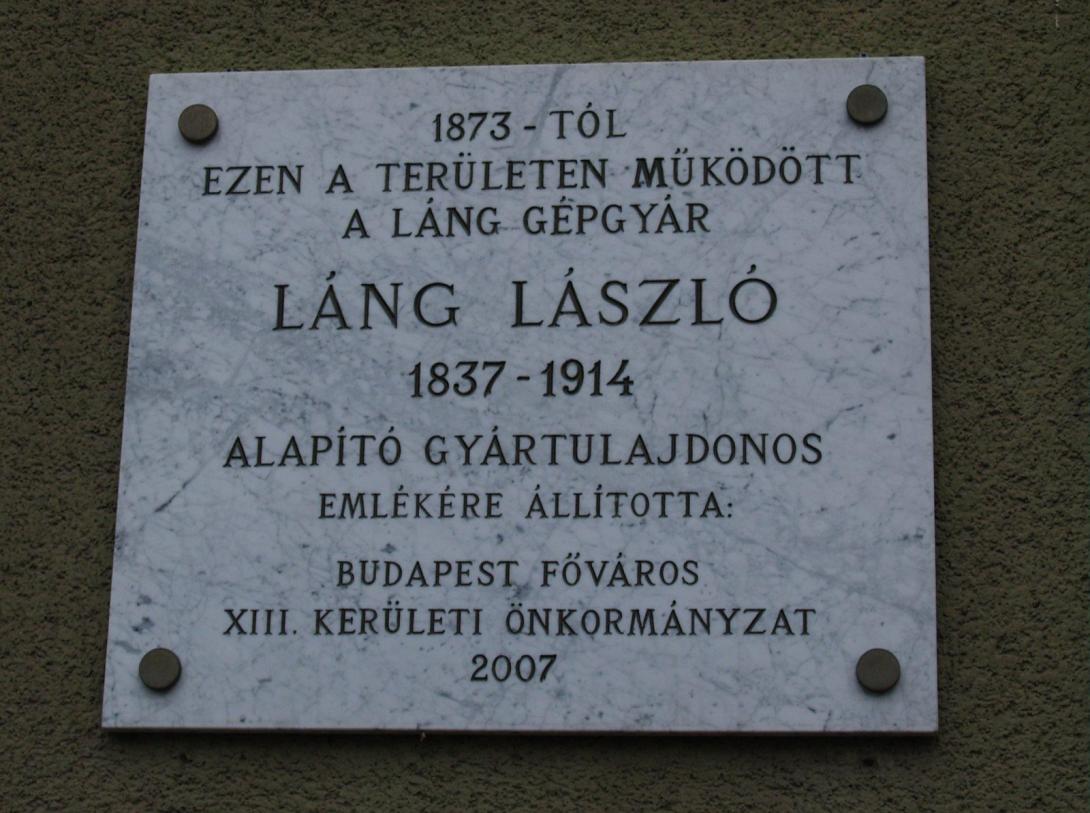 1873 - TÓL
EZEN A TERÜLETEN MŰKÖDÖTT
A LÁNG GÉPGYÁR
LÁNG LÁSZLÓ
1837 - 1914
ALAPÍTÓ GYÁRTULAJDONOS
EMLÉKÉRE ÁLLÍTOTTA:
BUDAPEST FŐVÁROS
XIII. KERÜLETI ÖNKORMÁNYZAT
2007